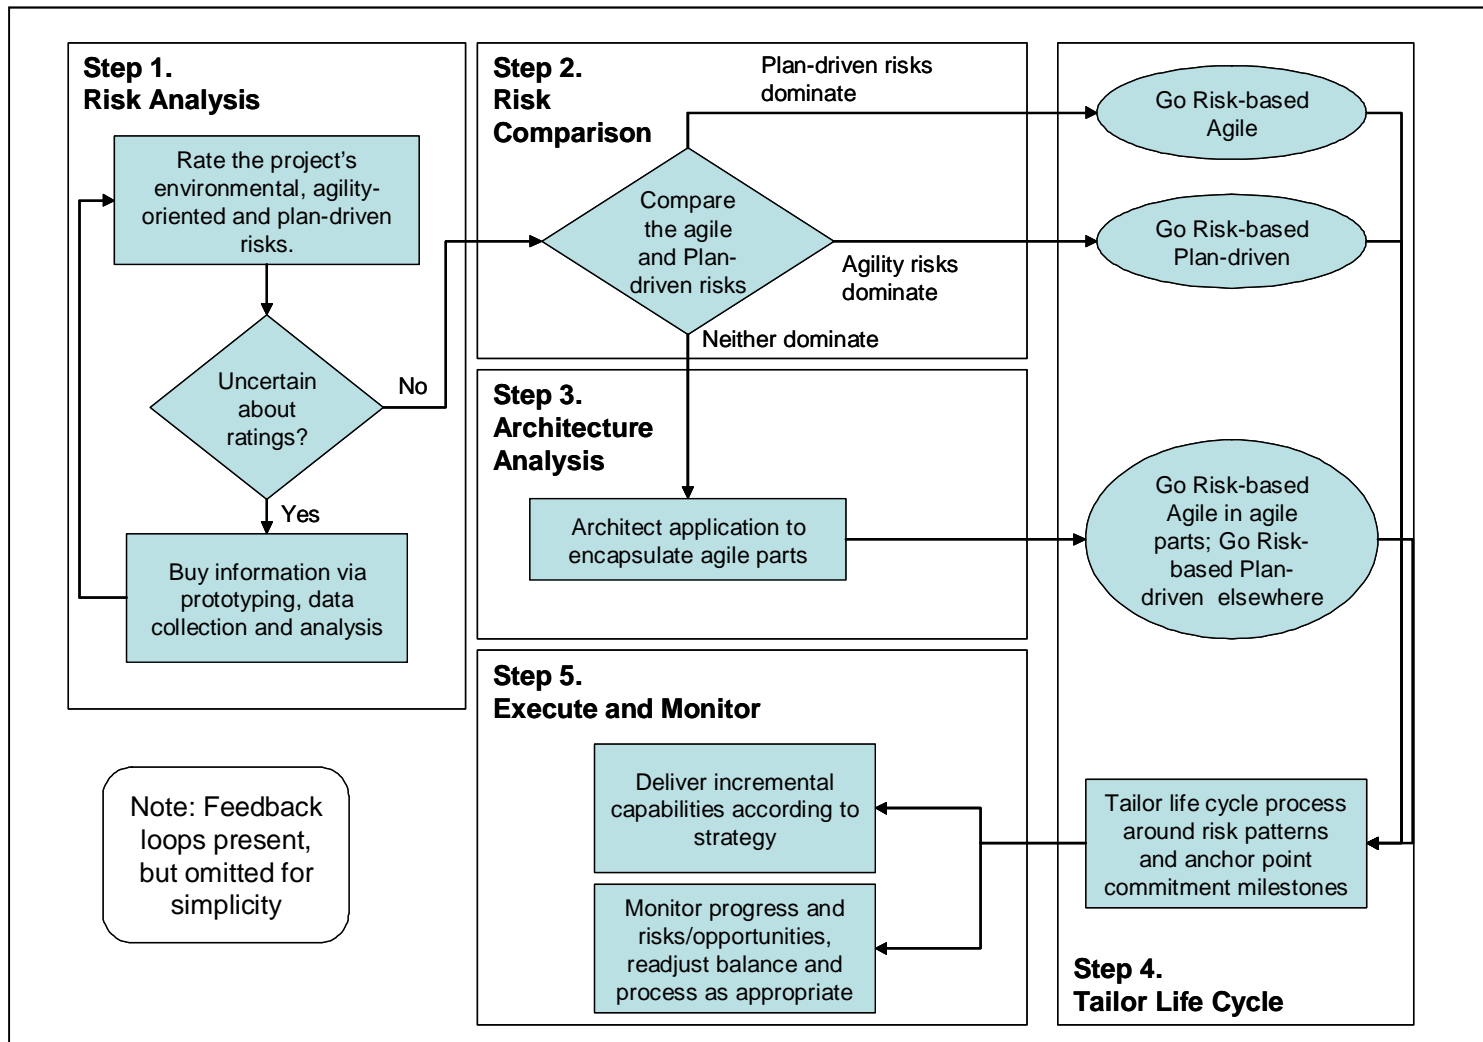 Step 1.
Risk Analysis
Rate the project's
environmental, agility-
oriented and plan-driven
risks.
Uncertain
about
ratings?
No
Yes
Buy information via
prototyping, data
collection and analysis
Note: Feedback
loops present,
but omitted for
simplicity
Step 2.
Risk
Comparison
Plan-driven risks
dominate
Compare
the agile
and Plan-
driven risks
Agility risks
dominate
Neither dominate
Step 3.
Architecture
Analysis
Architect application to
encapsulate agile parts
Go Risk-based
Agile
Go Risk-based
Plan-driven
Go Risk-based
Agile in agile
parts; Go Risk-
based Plan-
driven elsewhere
Tailor life cycle process
around risk patterns
and anchor point
commitment milestones
Step 4.
Tailor Life Cycle
Step 5.
Execute and Monitor
Deliver incremental
capabilities according to
strategy
Monitor progress and
risks/opportunities,
readjust balance and
process as appropriate